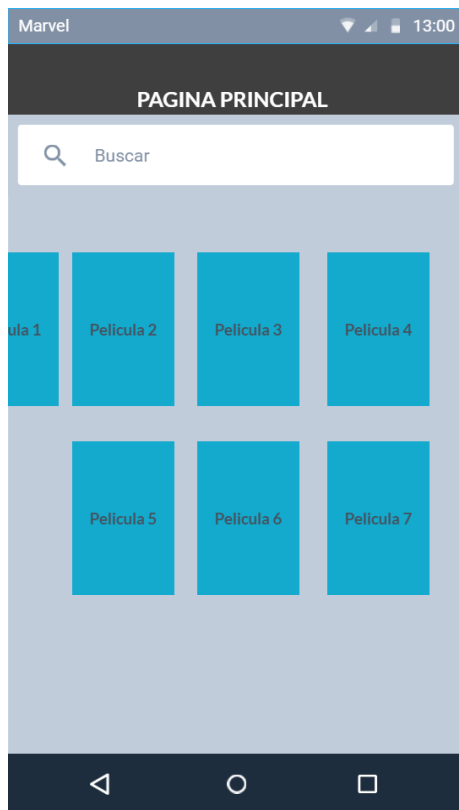 Marvel 13:00
PAGINA PRINCIPAL
Buscar
ula 1 Pelicula 2 Pelicula 3 Pelicula 4
Pelicula 5 Pelicula 6 Pelicula 7